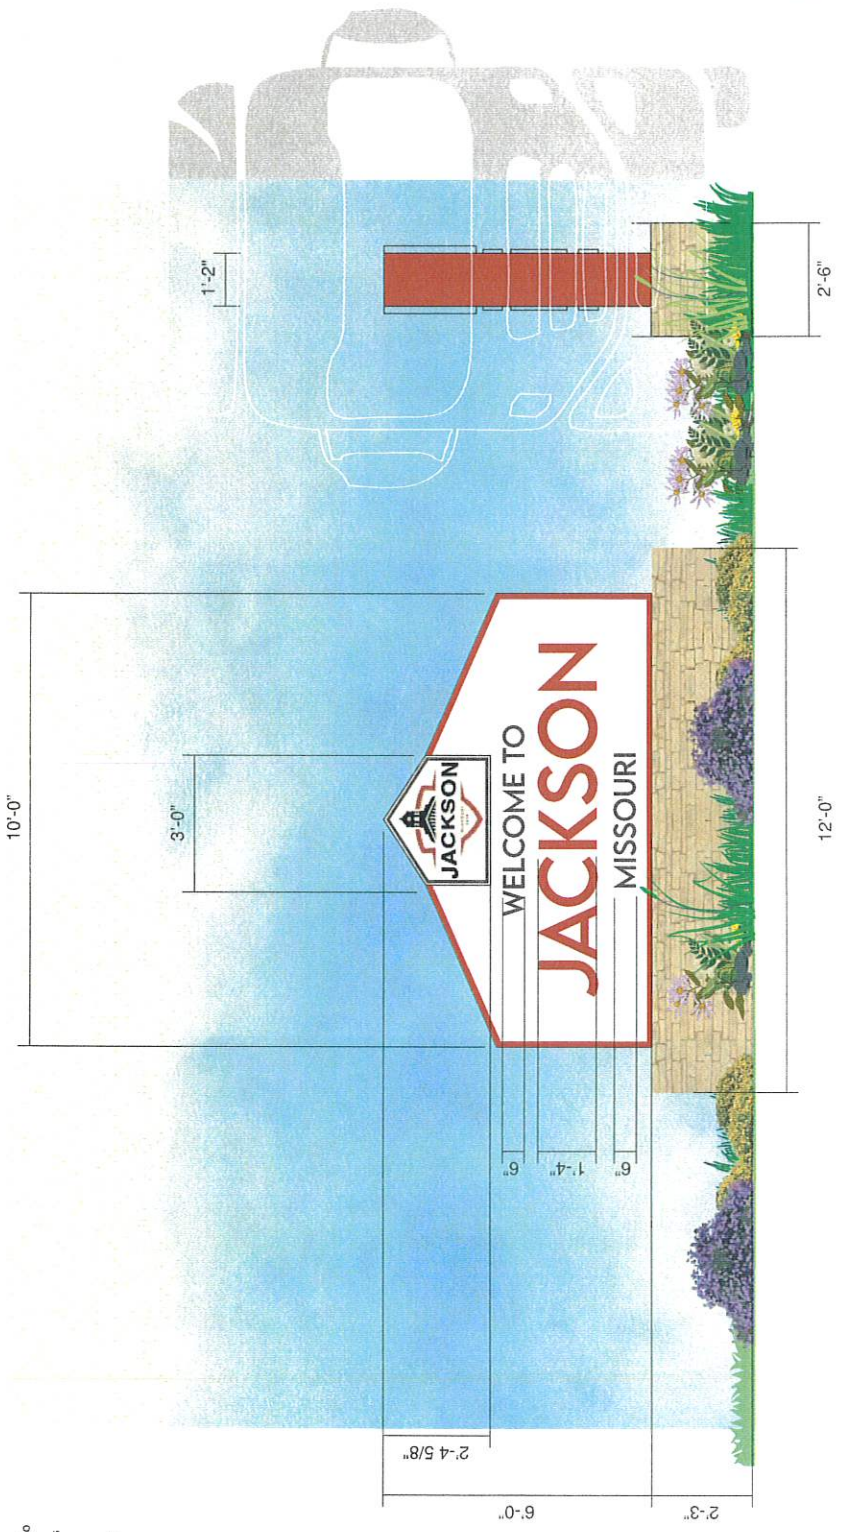 10'-0"
3'-0"
1'-2"
JACKSON
WELCOME TO
JACKSON
MISSOURI
6"
1'-4"
6"
2'-4 5/8"
6'-0"
2'-3"
12'-0"
2'-6"